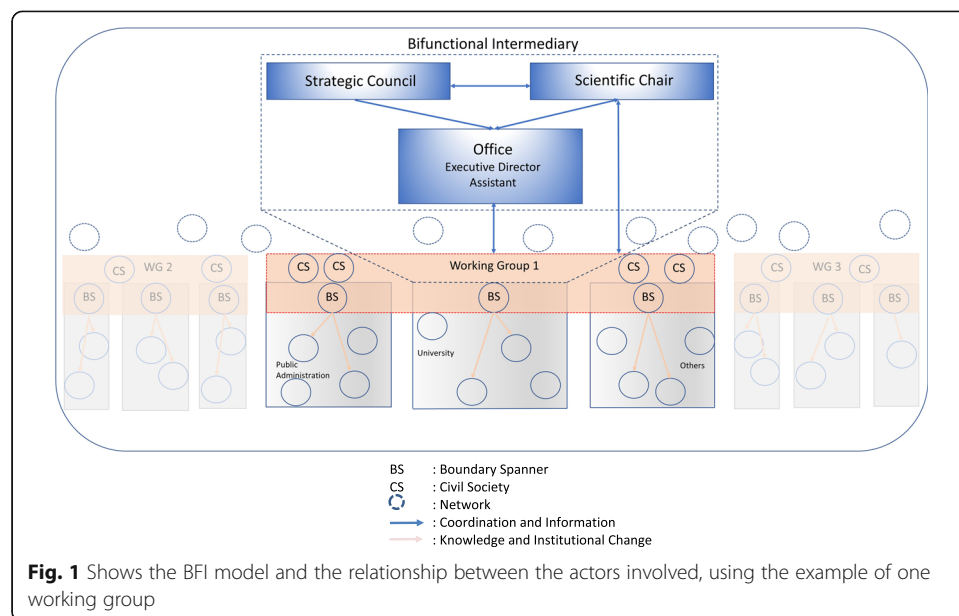 Bifunctional Intermediary
Strategic Council
Scientific Chair
Office
Executive Director
Assistant
WG 2
CS
CS
CS
CS
Working Group 1
CS
CS
CS
WG 3
CS
BS
BS
BS
BS
BS
BS
BS
BS
BS
Public
Administration
University
Others
BS : Boundary Spanner
CS : Civil Society
: Network
: Coordination and Information
: Knowledge and Institutional Change
Fig. 1 Shows the BFI model and the relationship between the actors involved, using the example of one
working group